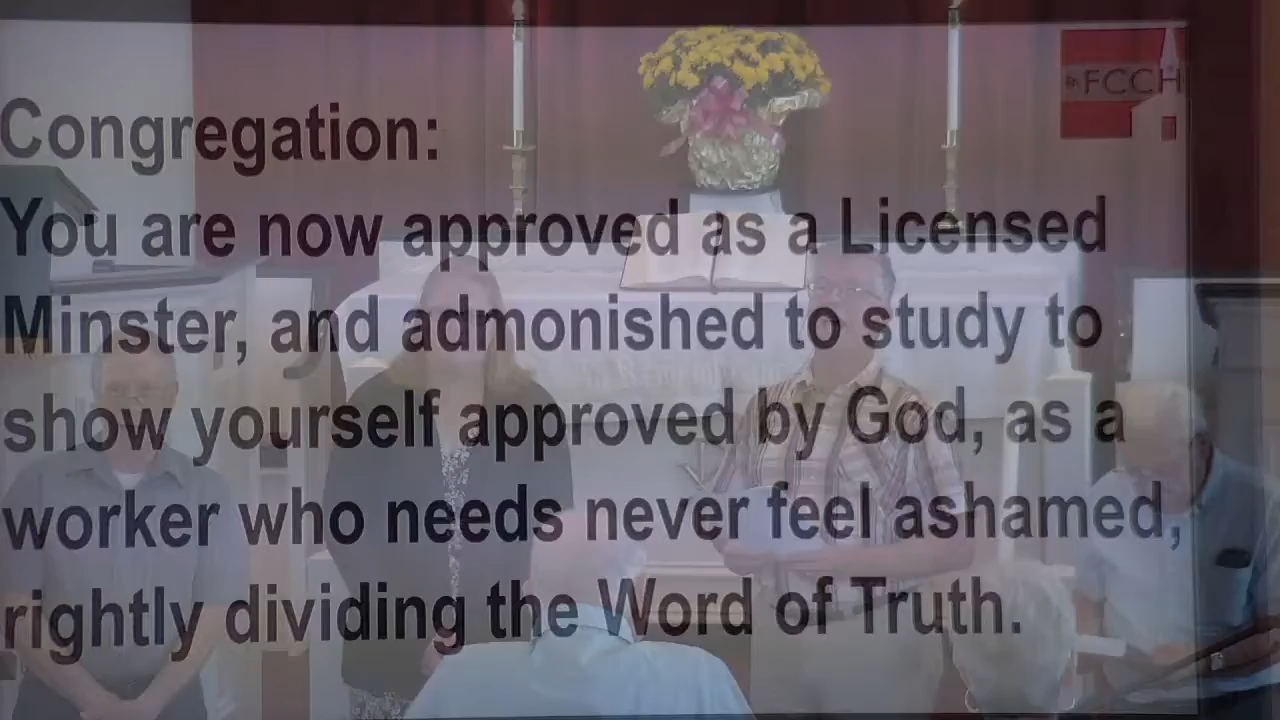 FCCH
Congregation:
You are now approved as a Licensed
Minster, and admonished to study to
show yourself approved by God, as a
worker who needs never feel ashamed,
rightly dividing the Word of Truth.